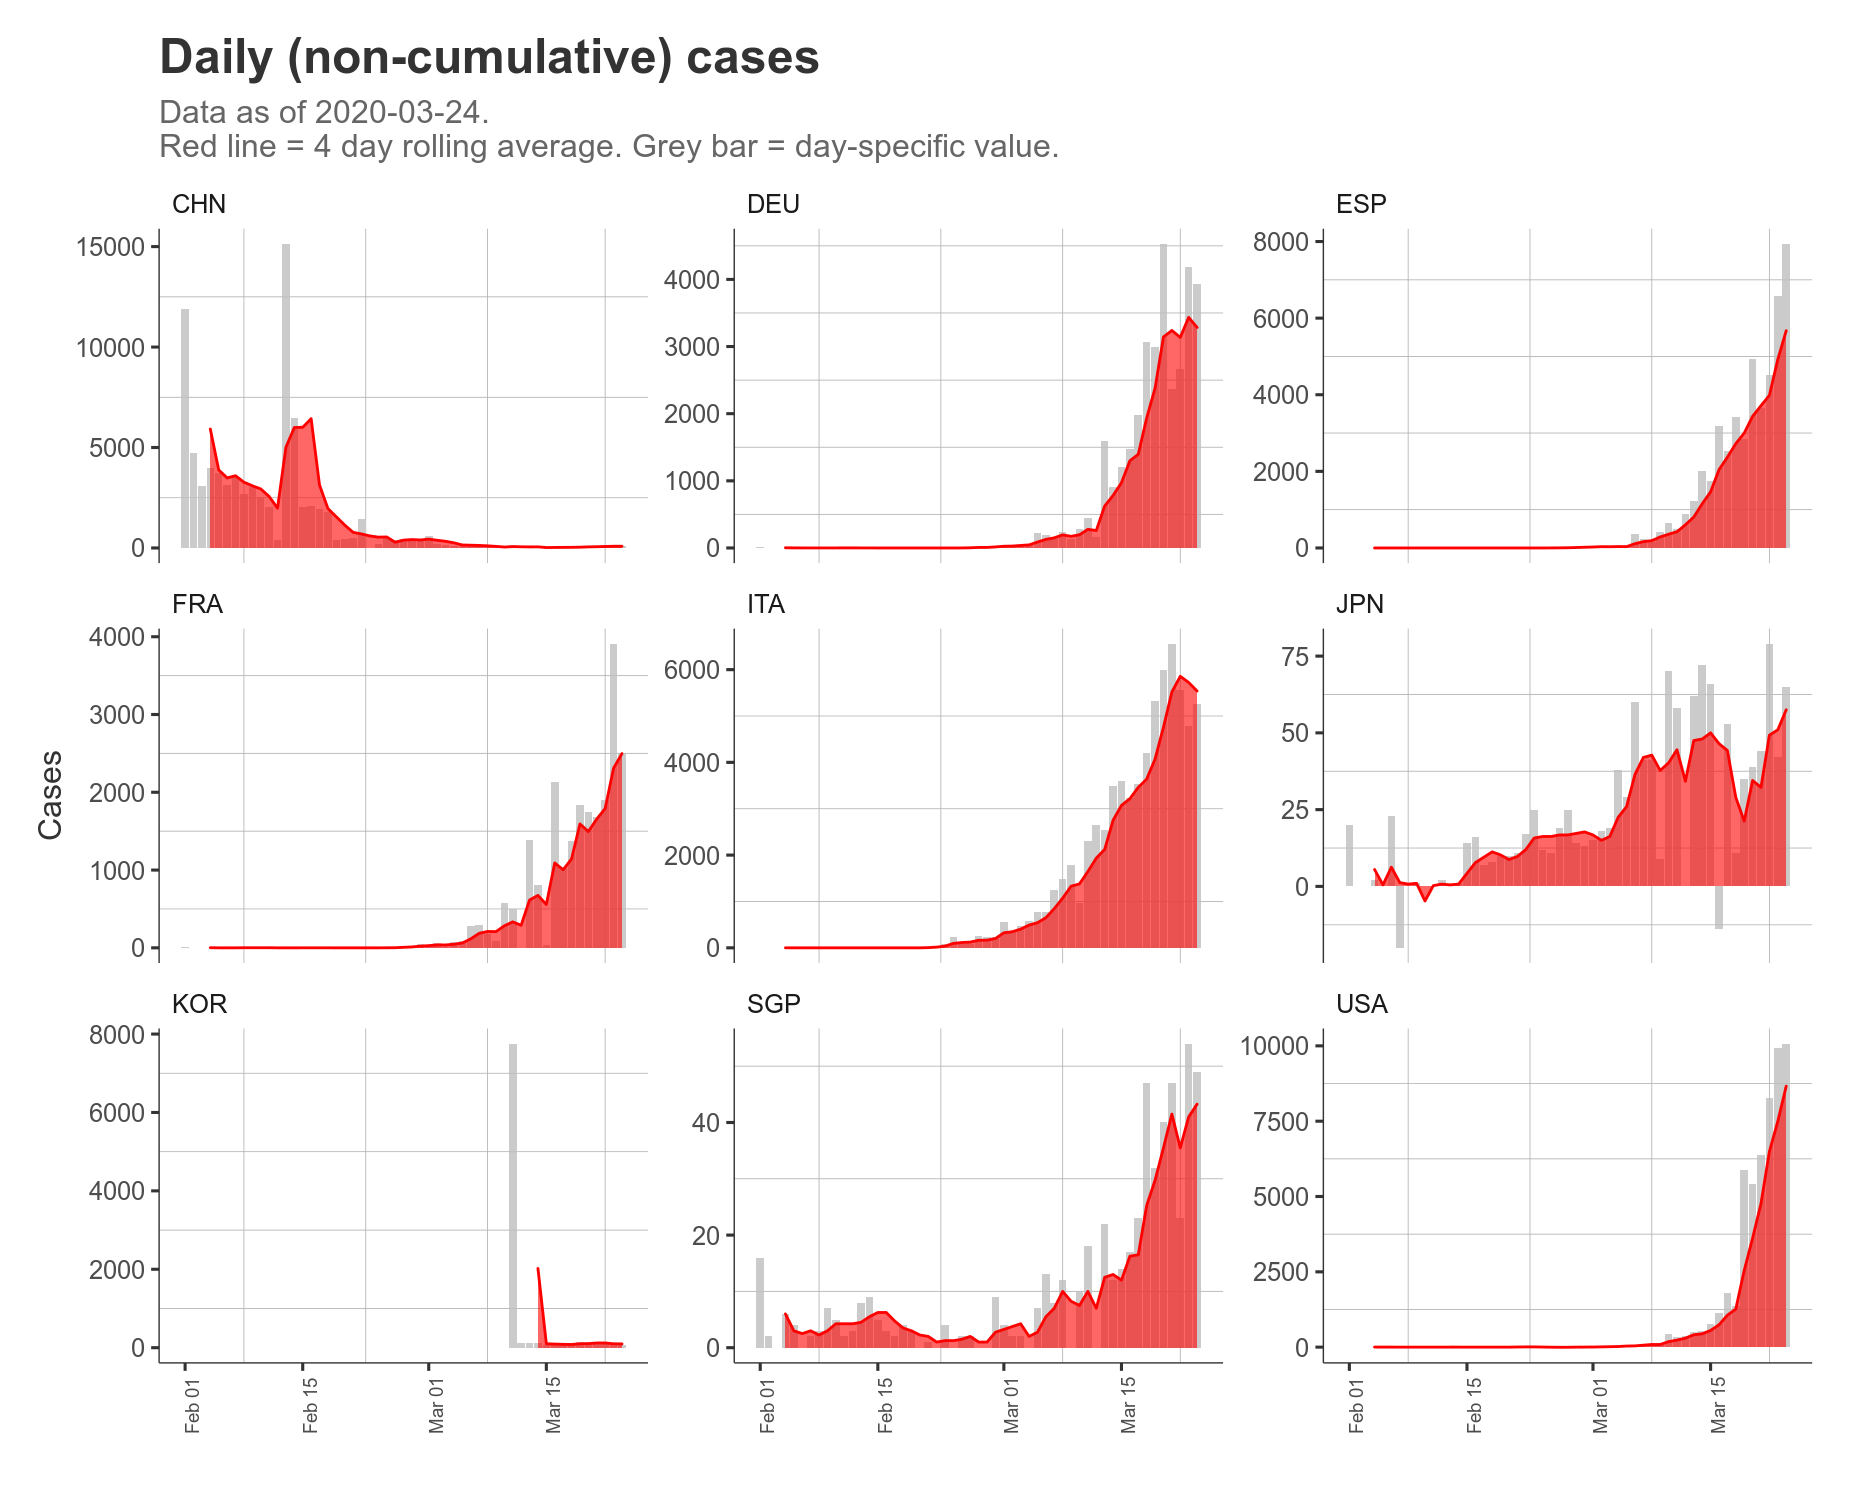 Daily (non-cumulative) cases
Data as of 2020-03-24.
Red line = 4 day rolling average. Grey bar = day-specific value.
CHN
DEU
ESP
15000
10000
5000
0
4000
3000
2000
1000
0
8000
6000
4000
2000
0
FRA
ITA
JPN
4000
3000
2000
1000
0
6000
4000
2000
0
75
50
25
0
Cases
KOR
SGP
USA
8000
6000
4000
2000
0
40
20
0
10000
7500
5000
2500
0
Feb 01
Feb 15
Mar 01
Mar 15
Feb 01
Feb 15
Mar 01
Mar 15
Feb 01
Feb 15
Mar 01
Mar 15